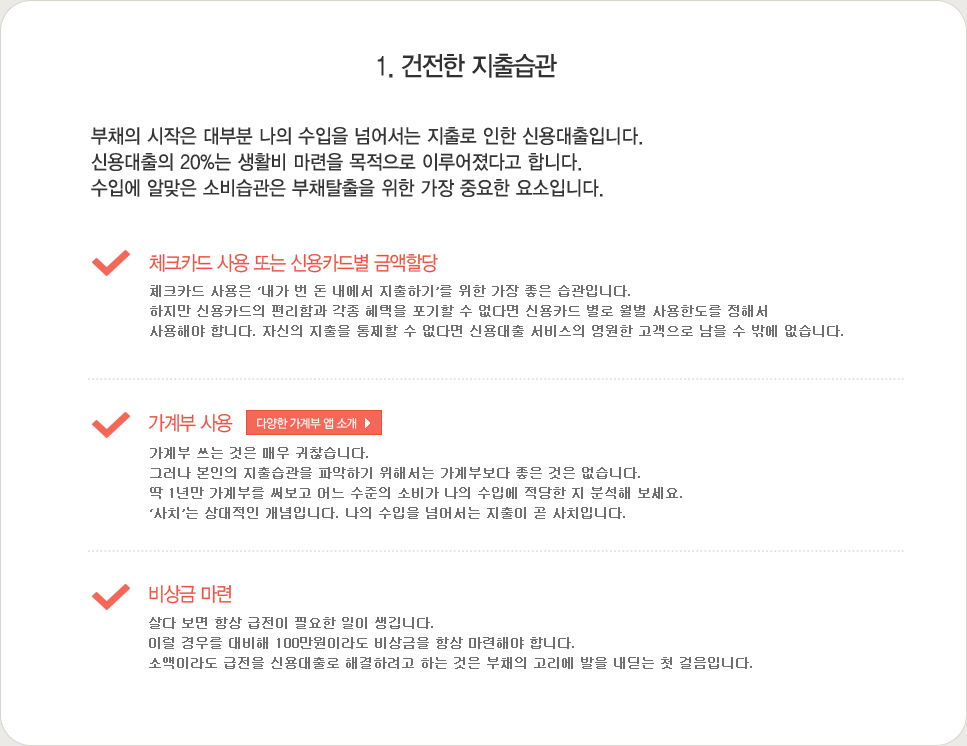 1. 건전한 지출습관
부채의 시작은 대부분 나의 수입을 넘어서는 지출로 인한 신용대출입니다.
신용대출의 20%는 생활비 마련을 목적으로 이루어졌다고 합니다.
수입에 알맞은 소비습관은 부채탈출을 위한 가장 중요한 요소입니다.
체크카드 사용 또는 신용카드별 금액할당
체크카드 사용은 ‘내가 번 돈 내에서 지출하기’를 위한 가장 좋은 습관입니다.
하지만 신용카드의 편리함과 각종 혜택을 포기할 수 없다면 신용카드 별로 월별 사용한도를 정해서
사용해야 합니다. 자신의 지출을 통제할 수 없다면 신용대출 서비스의 영원한 고객으로 남을 수 밖에 없습니다.
가계부 사용 다양한 가계부 앱 소개
가계부 쓰는 것은 매우 귀찮습니다.
그러나 본인의 지출습관을 파악하기 위해서는 가계부보다 좋은 것은 없습니다.
딱 1년만 가계부를 써보고 어느 수준의 소비가 나의 수입에 적당한 지 분석해 보세요.
‘사치’는 상대적인 개념입니다. 나의 수입을 넘어서는 지출이 곧 사치입니다.
비상금 마련
살다 보면 항상 급전이 필요한 일이 생깁니다.
이럴 경우를 대비해 100만원이라도 비상금을 항상 마련해야 합니다.
소액이라도 급전을 신용대출로 해결하려고 하는 것은 부채의 고리에 발을 내딛는 첫 걸음입니다.